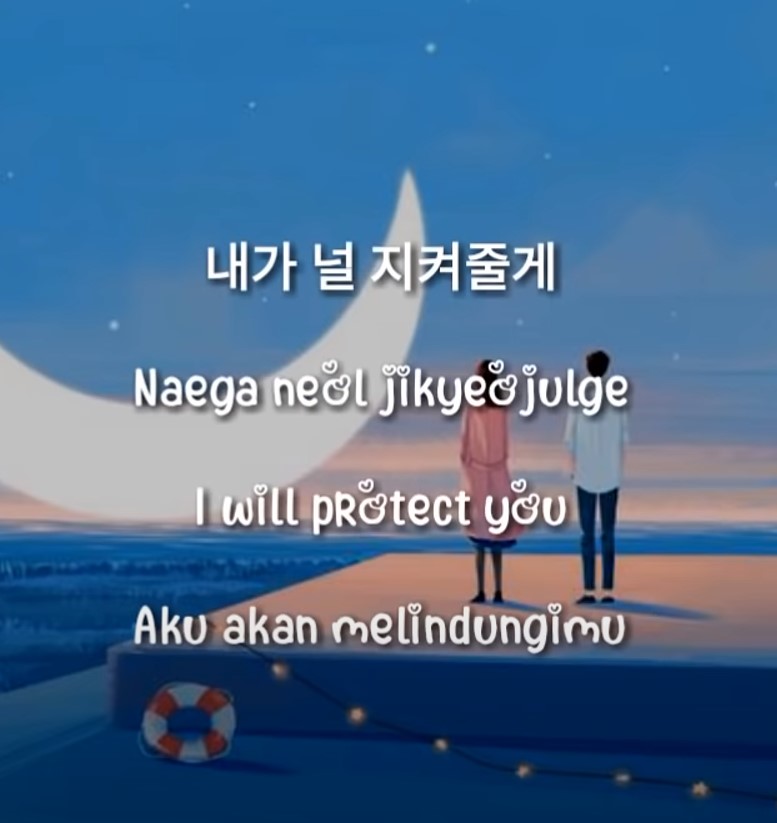 내가 널 지켜줄게
Naega neol jikyeojulge
I will pRotect you
Aku akan melindungimu